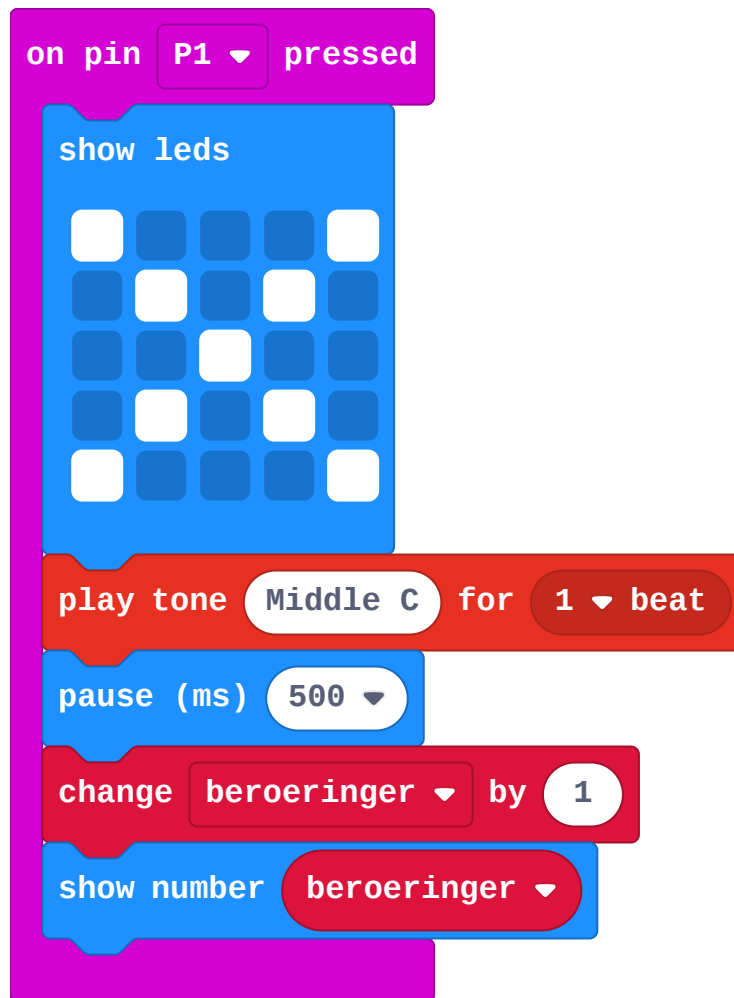 on pin P1 pressed
show leds
play tone Middle C for 1 beat
pause (ms) 500
change beroeringer by 1
show number beroeringer